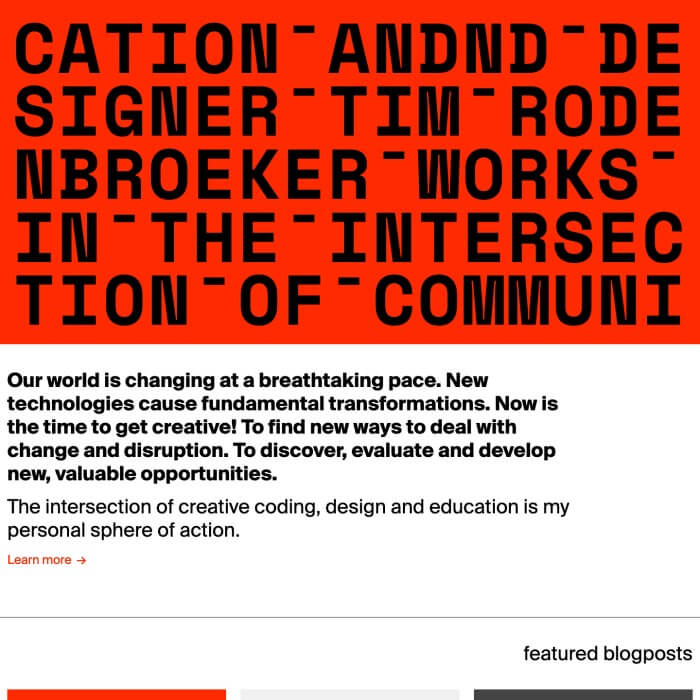 CATION¯ANDND¯DE
SIGNER¯TIM¯RODE
NBROEKER¯WORKS¯
IN¯THE¯INTERSEC
TION¯OF¯COMMUNI
Our world is changing at a breathtaking pace. New
technologies cause fundamental transformations. Now is
the time to get creative! To find new ways to deal with
change and disruption. To discover, evaluate and develop
new, valuable opportunities.
The intersection of creative coding, design and education is my
personal sphere of action.
Learn more →
featured blogposts